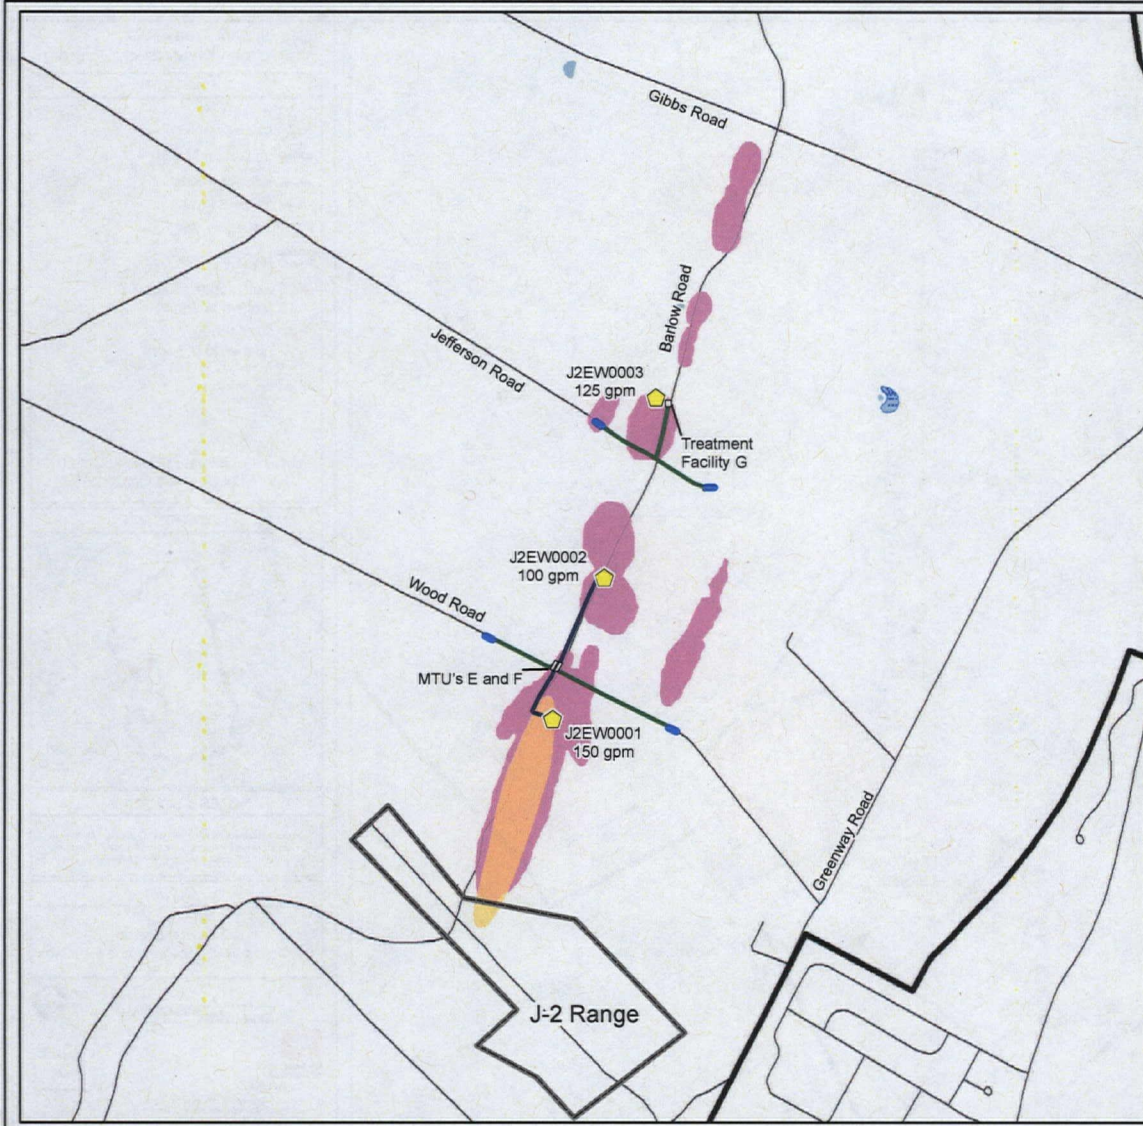 Gibbs Road
Barlow Road
Jefferson Road
J2EW0003
125 gpm
Treatment
Facility G
J2EW0002
100 gpm
Wood Road
MTU's E and F
J2EW0001
150 gpm
Greenway Road
J-2 Range